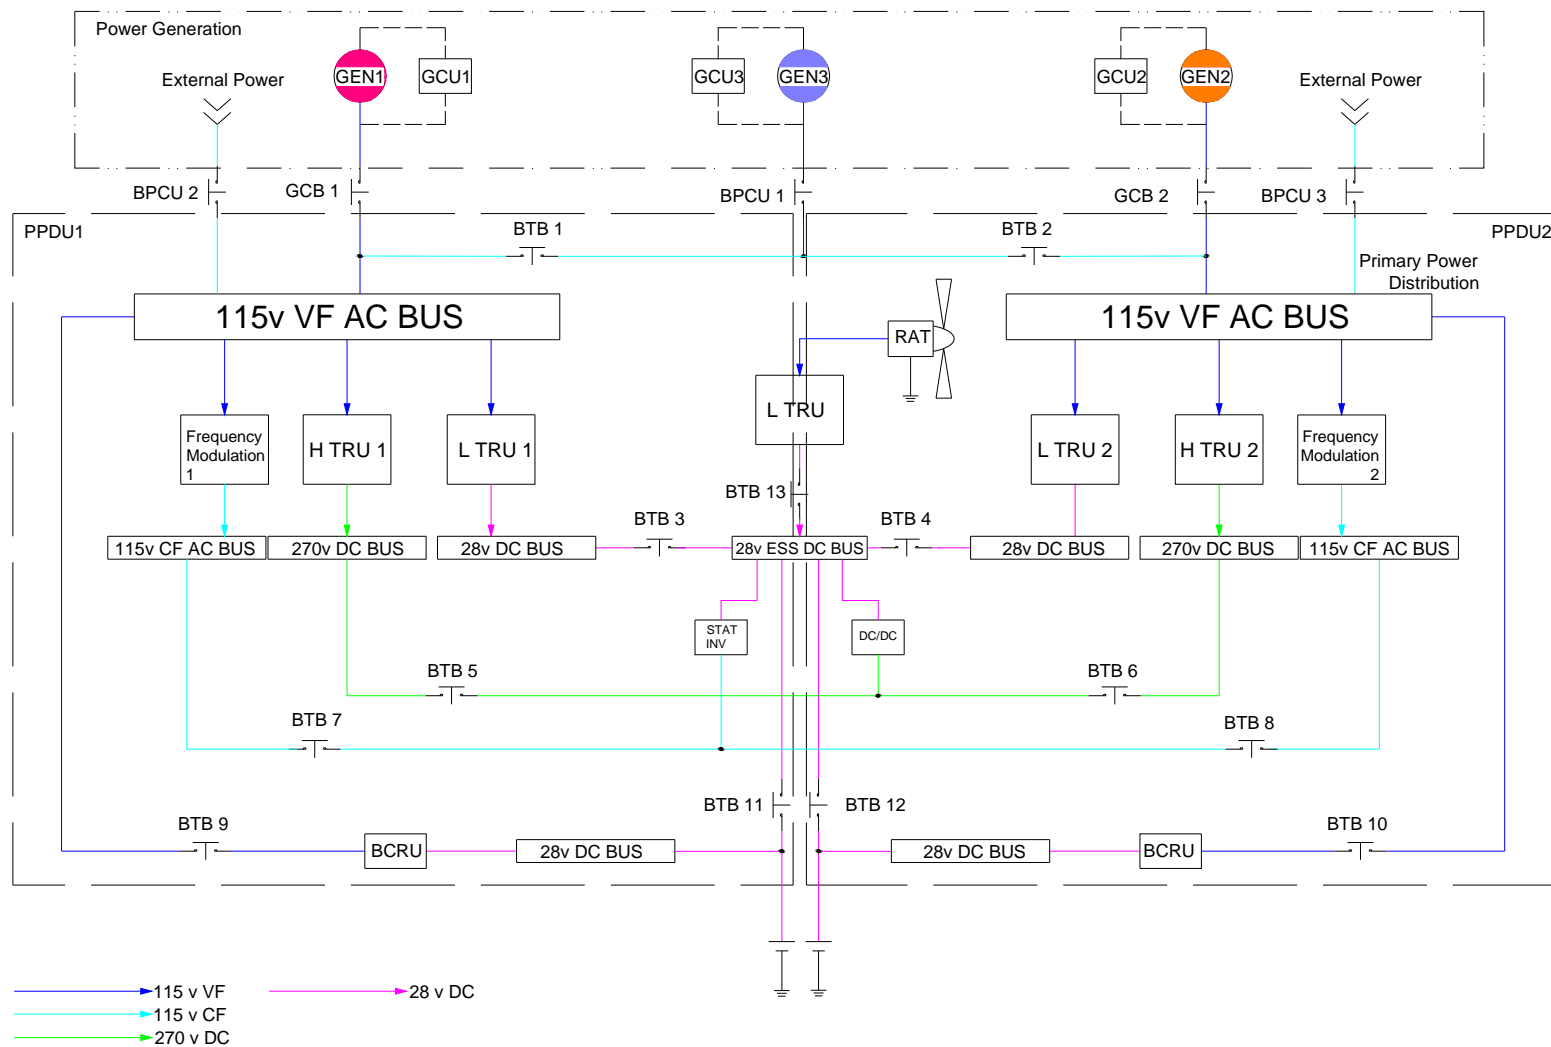 Power Generation
External Power
GEN1
GCU1
GCU3
GEN3
GCU2
GEN2
External Power
BPCU 2
GCB 1
BPCU 1
GCB 2
BPCU 3
PPDU1
BTB 1
BTB 2
PPDU2
Primary Power
Distribution
115v VF AC BUS
115v VF AC BUS
RAT
L TRU
Frequency
Modulation
1
H TRU 1
L TRU 1
L TRU 2
H TRU 2
Frequency
Modulation
2
BTB 13
BTB 3
BTB 4
115v CF AC BUS
270v DC BUS
28v DC BUS
28v ESS DC BUS
28v DC BUS
270v DC BUS
115v CF AC BUS
STAT
INV
DC/DC
BTB 5
BTB 6
BTB 7
BTB 8
BTB 11
BTB 12
BTB 9
BTB 10
BCRU
28v DC BUS
28v DC BUS
BCRU
115 v VF
28 v DC
115 v CF
270 v DC